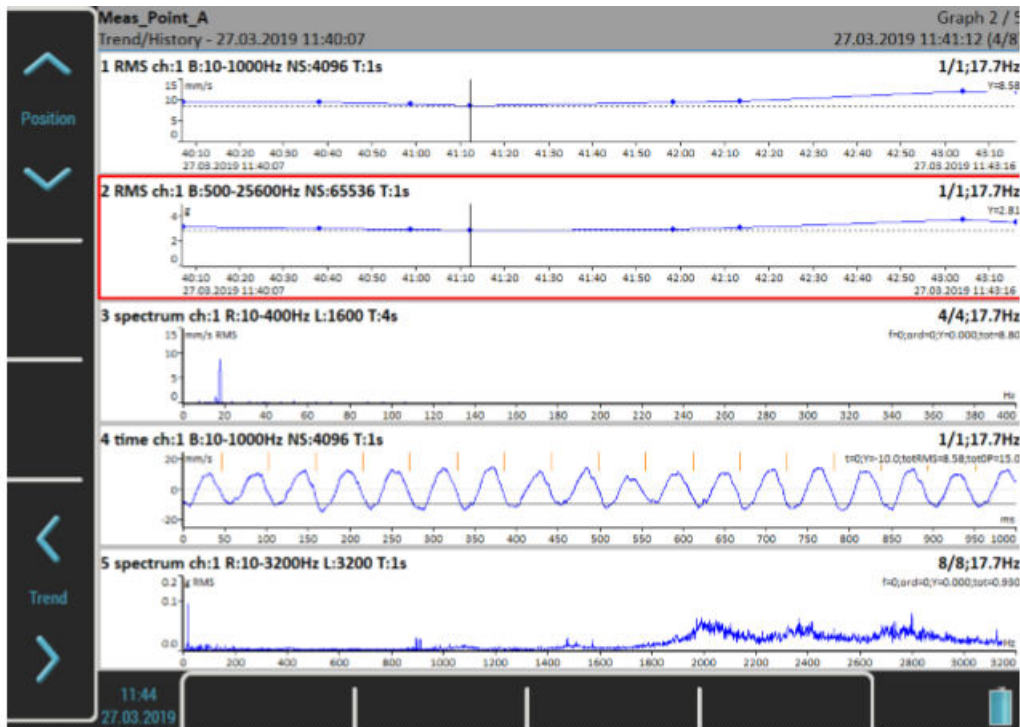 Meas_Point_A Graph 2 / 5
Trend/History - 27.03.2019 11:40:07 27.03.2019 11:41:12 (4/8
Position
1 RMS ch:1 B:10-1000Hz NS:4096 T:1s 1/1;17.7Hz
15 mm/s Y=8.58
10
5
0
40:10 40:20 40:30 40:40 40:50 41:00 41:10 41:20 41:30 41:40 41:50 42:00 42:10 42:20 42:30 42:40 42:50 43:00 43:10
27.03.2019 11:40:07 27.03.2019 11:43:16
2 RMS ch:1 B:500-25600Hz NS:65536 T:1s 1/1;17.7Hz
g Y=2.81
4
2
0
40:10 40:20 40:30 40:40 40:50 41:00 41:10 41:20 41:30 41:40 41:50 42:00 42:10 42:20 42:30 42:40 42:50 43:00 43:10
27.03.2019 11:40:07 27.03.2019 11:43:16
3 spectrum ch:1 R:10-400Hz L:1600 T:4s 4/4;17.7Hz
15 mm/s RMS f=0;ord=0;Y=0.000;tot=8.80
10
5
0 Hz
0 20 40 60 80 100 120 140 160 180 200 220 240 260 280 300 320 340 360 380 400
4 time ch:1 B:10-1000Hz NS:4096 T:1s 1/1;17.7Hz
20 mm/s t=0;Y=-10.0;totRMS=8.58;tot0P=15.0
0
-20 ms
0 50 100 150 200 250 300 350 400 450 500 550 600 650 700 750 800 850 900 950 1000
5 spectrum ch:1 R:10-3200Hz L:3200 T:1s 8/8;17.7Hz
0.2 g RMS f=0;ord=0;Y=0.000;tot=0.930
0.1
0.0 Hz
0 200 400 600 800 1000 1200 1400 1600 1800 2000 2200 2400 2600 2800 3000 3200
Trend
11:44
27.03.2019